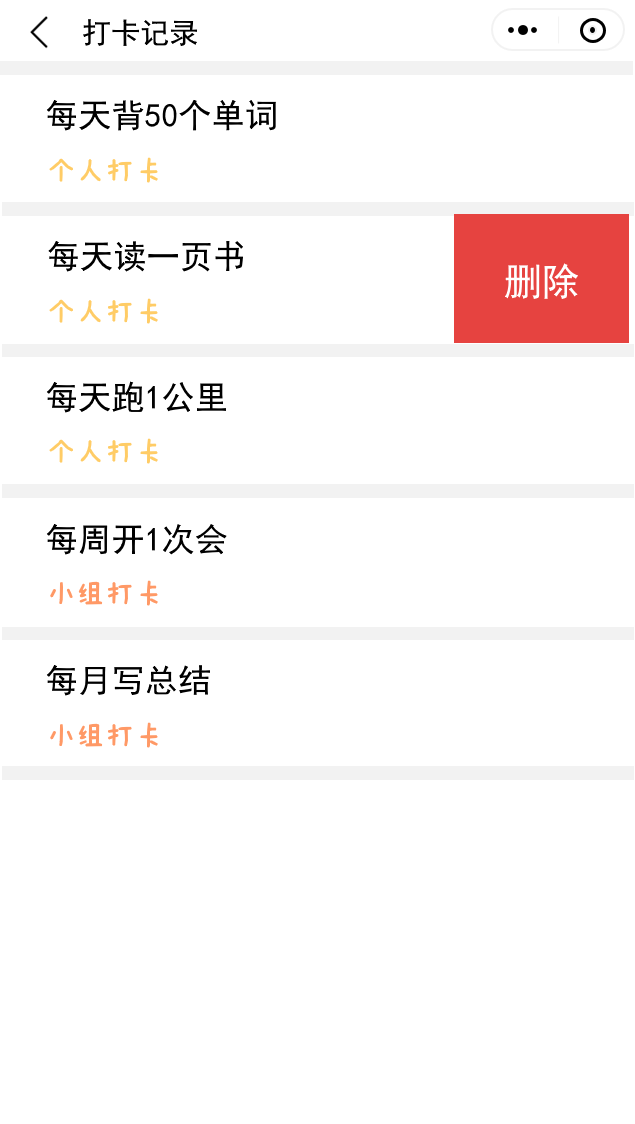 打卡记录
每天背50个单词
个人打卡
每天读一页书
个人打卡
删除
每天跑1公里
个人打卡
每周开1次会
小组打卡
每月写总结
小组打卡